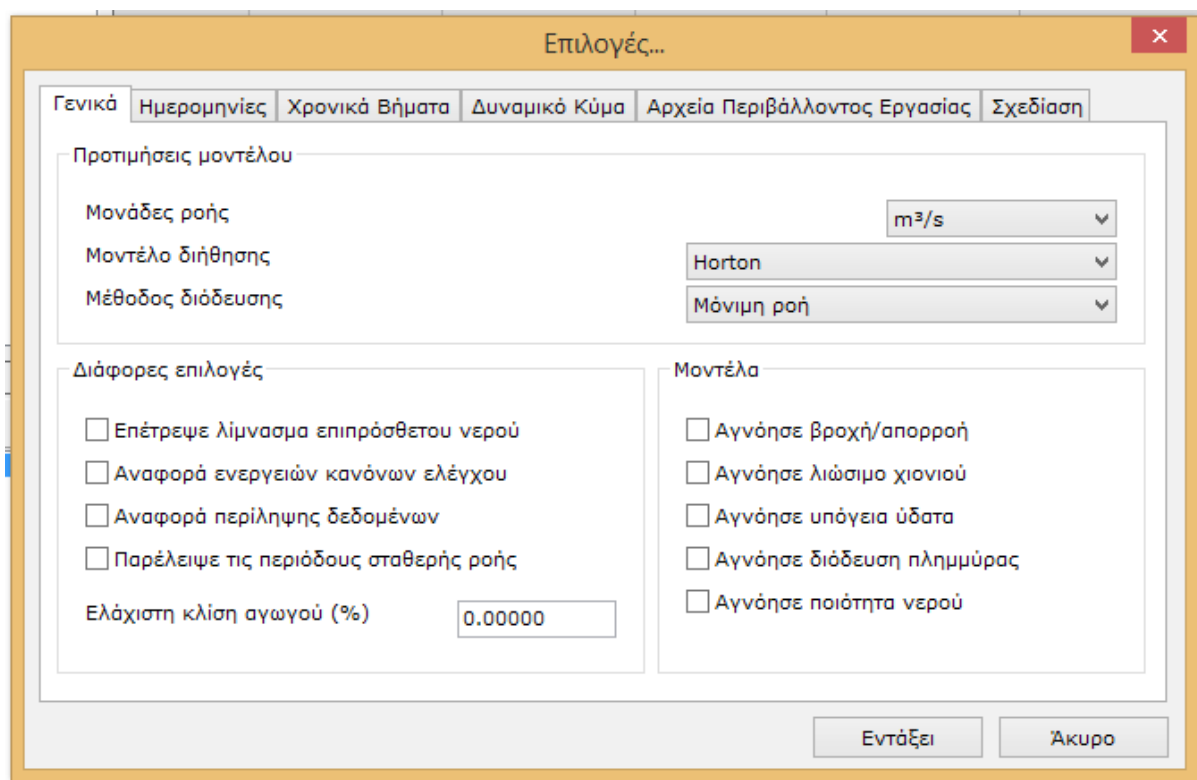 Επιλογές...
Γενικά Ημερομηνίες Χρονικά Βήματα Δυναμικό Κύμα Αρχεία Περιβάλλοντος Εργασίας Σχεδίαση
Προτιμήσεις μοντέλου
Μονάδες ροής m³/s
Μοντέλο διήθησης Horton
Μέθοδος διόδευσης Μόνιμη ροή
Διάφορες επιλογές
Επέτρεψε λίμνασμα επιπρόσθετου νερού
Αναφορά ενεργειών κανόνων ελέγχου
Αναφορά περίληψης δεδομένων
Παρέλειψε τις περιόδους σταθερής ροής
Ελάχιστη κλίση αγωγού (%) 0.00000
Μοντέλα
Αγνόησε βροχή/απορροή
Αγνόησε λιώσιμο χιονιού
Αγνόησε υπόγεια ύδατα
Αγνόησε διόδευση πλημμύρας
Αγνόησε ποιότητα νερού
Εντάξει Άκυρο